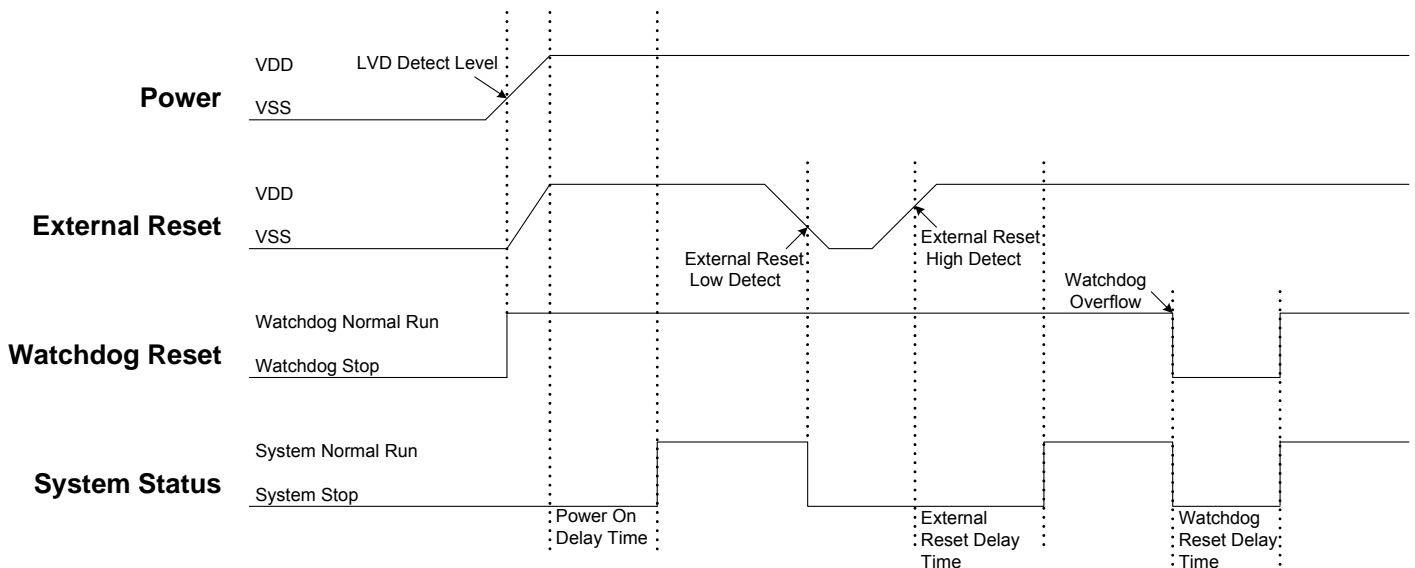 VDD
LVD Detect Level
Power
VSS
VDD
External Reset
VSS
External Reset
Low Detect
External Reset
High Detect
Watchdog
Overflow
Watchdog Normal Run
Watchdog Reset
Watchdog Stop
System Normal Run
System Status
System Stop
Power On
Delay Time
External
Reset Delay
Time
Watchdog
Reset Delay
Time